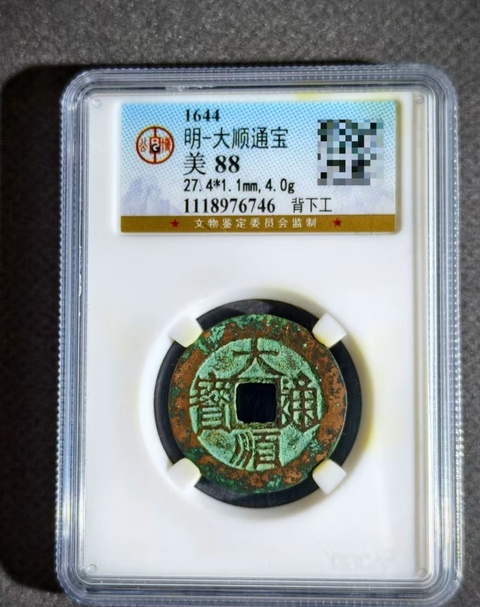 1644
明-大顺通宝
美 88
27.4*1.1mm,4.0g
1118976746 背下工
★ 文物鉴定委员会监制 ★
大
寳 通
順